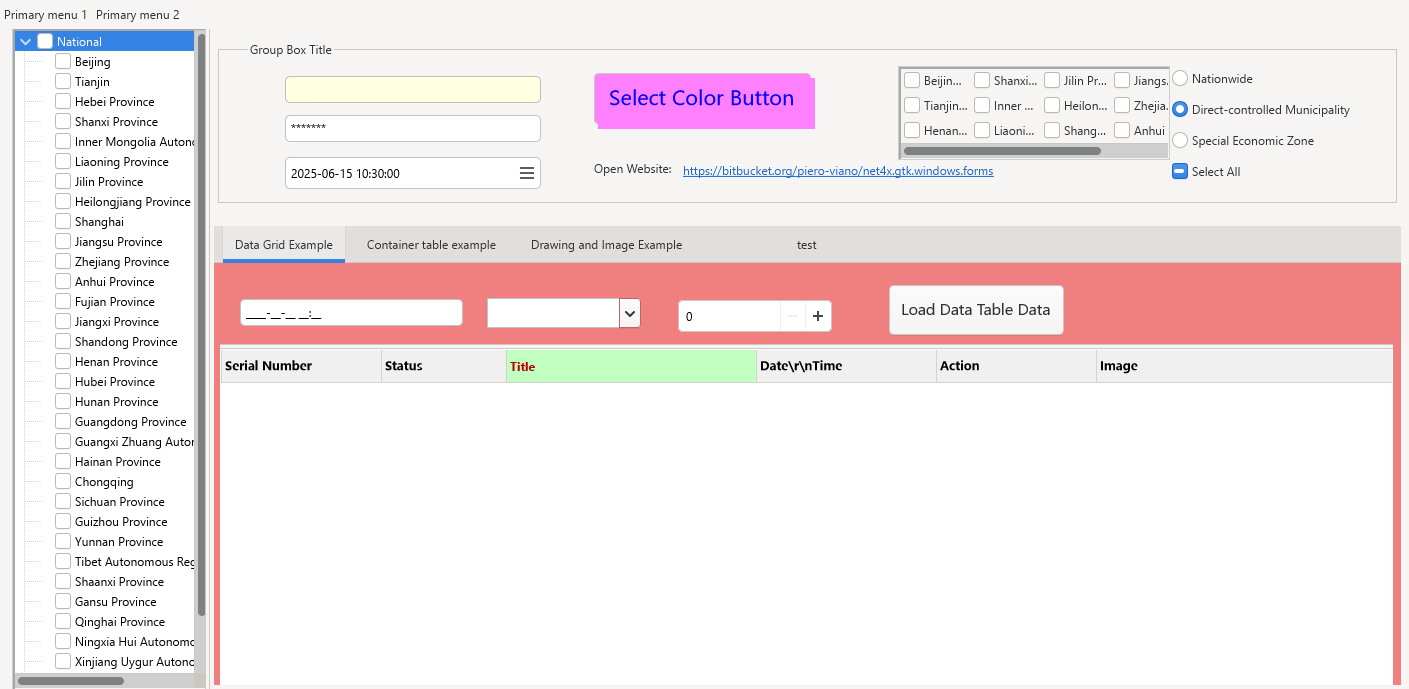 Primary menu 1 Primary menu 2
National
Beijing
Tianjin
Hebei Province
Shanxi Province
Inner Mongolia Auton
Liaoning Province
Jilin Province
Heilongjiang Province
Shanghai
Jiangsu Province
Zhejiang Province
Anhui Province
Fujian Province
Jiangxi Province
Shandong Province
Henan Province
Hubei Province
Hunan Province
Guangdong Province
Guangxi Zhuang Auton
Hainan Province
Chongqing
Sichuan Province
Guizhou Province
Yunnan Province
Tibet Autonomous Reg
Shaanxi Province
Gansu Province
Qinghai Province
Ningxia Hui Autonomo
Xinjiang Uygur Autono
Group Box Title
*******
2025-06-15 10:30:00
Select Color Button
Open Website: https://bitbucket.org/piero-viano/net4x.gtk.windows.forms
Beijin... Shanxi... Jilin Pr... Jiangs.
Tianjin... Inner ... Heilon... Zhejia.
Henan... Liaoni... Shang... Anhui
Nationwide
Direct-controlled Municipality
Special Economic Zone
Select All
Data Grid Example Container table example Drawing and Image Example test
____-__-__ __:__ 0 Load Data Table Data
Serial Number Status Title Date\r\nTime Action Image